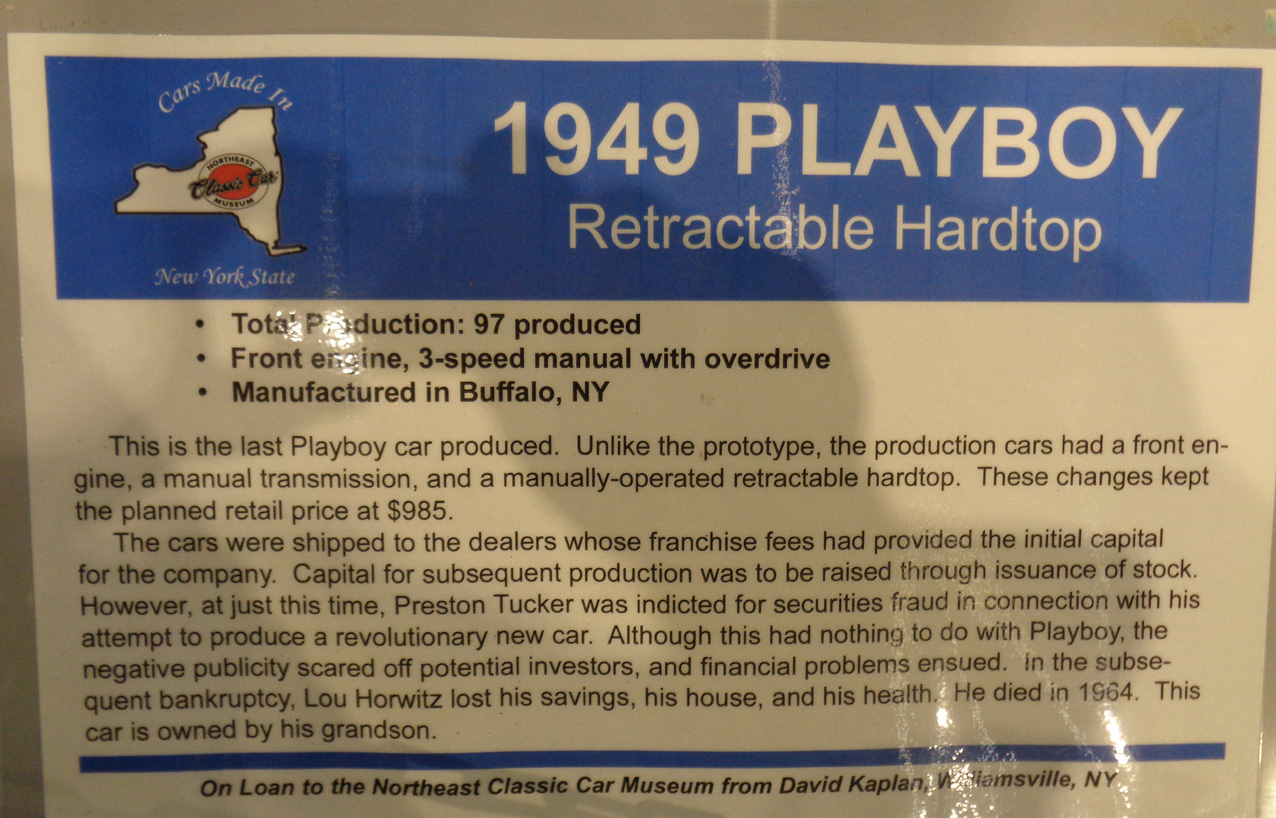 Cars Made In
NORTHEAST
Classic Car
MUSEUM
New York State
1949 PLAYBOY
Retractable Hardtop
• Total Production: 97 produced
• Front engine, 3-speed manual with overdrive
• Manufactured in Buffalo, NY
This is the last Playboy car produced. Unlike the prototype, the production cars had a front en-
gine, a manual transmission, and a manually-operated retractable hardtop. These changes kept
the planned retail price at $985.
The cars were shipped to the dealers whose franchise fees had provided the initial capital
for the company. Capital for subsequent production was to be raised through issuance of stock.
However, at just this time, Preston Tucker was indicted for securities fraud in connection with his
attempt to produce a revolutionary new car. Although this had nothing to do with Playboy, the
negative publicity scared off potential investors, and financial problems ensued. In the subse-
quent bankruptcy, Lou Horwitz lost his savings, his house, and his health. He died in 1964. This
car is owned by his grandson.
On Loan to the Northeast Classic Car Museum from David Kaplan, Williamsville, NY